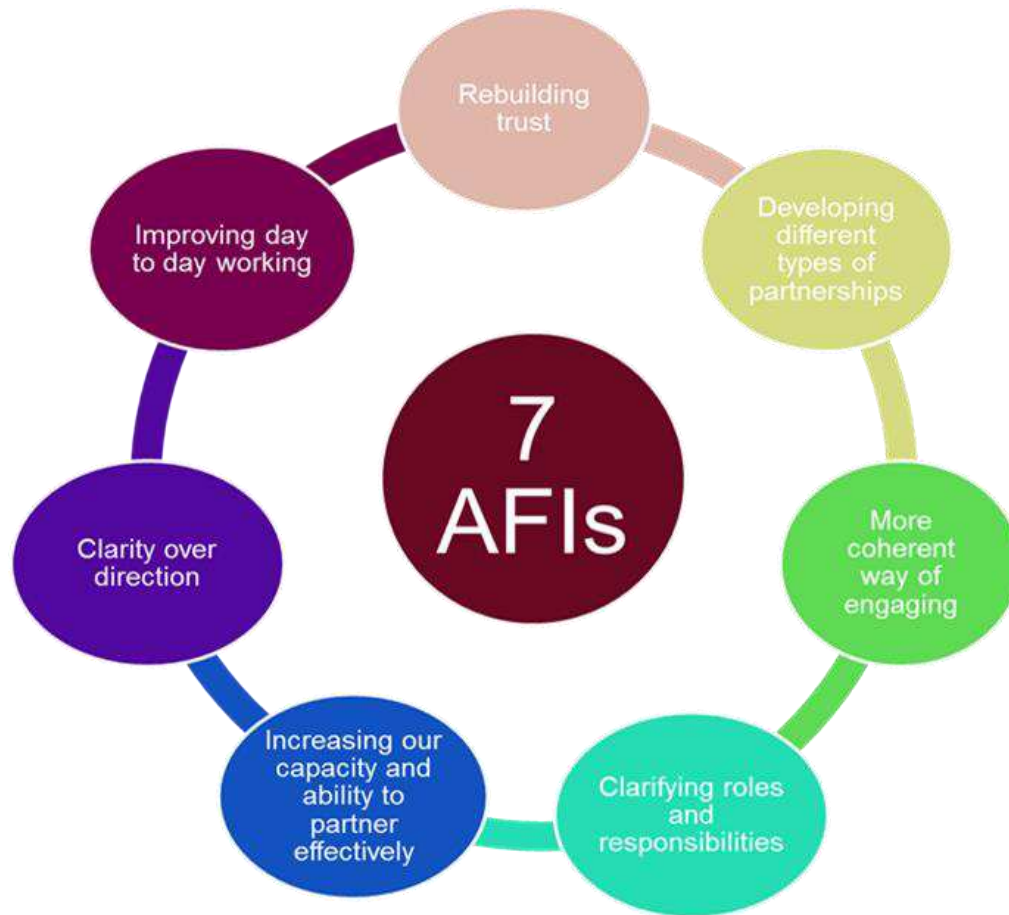 Rebuilding
trust
Developing
different
types of
partnerships
More
coherent
way of
engaging
Clarifying roles
and
responsibilities
Increasing our
capacity and
ability to
partner
effectively
Clarity over
direction
Improving day
to day working
7
AFIs